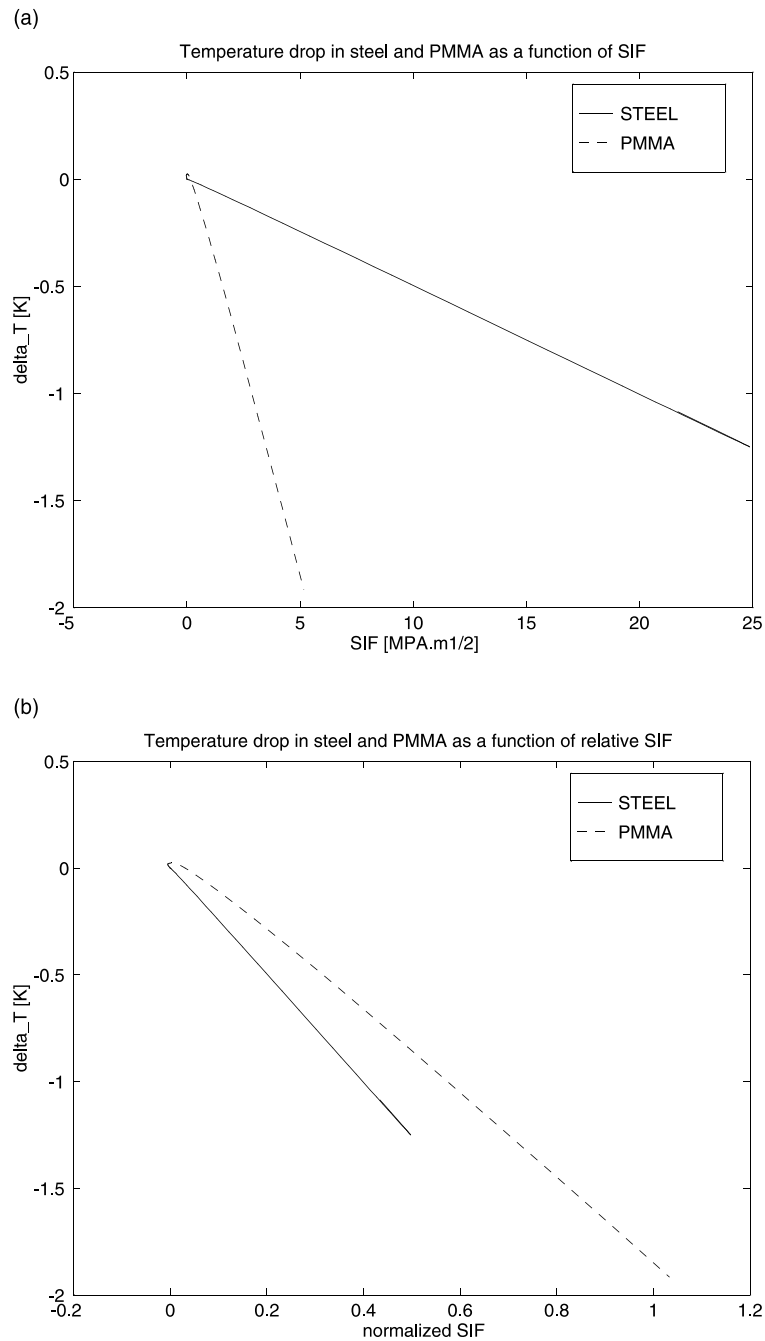 (a)
Temperature drop in steel and PMMA as a function of SIF
0.5
STEEL
PMMA
0
-0.5
delta_T [K]
-1
-1.5
-2
-5 0 5 10 15 20 25
SIF [MPA.m1/2]
(b)
Temperature drop in steel and PMMA as a function of relative SIF
0.5
STEEL
PMMA
0
-0.5
delta_T [K]
-1
-1.5
-2
-0.2 0 0.2 0.4 0.6 0.8 1 1.2
normalized SIF